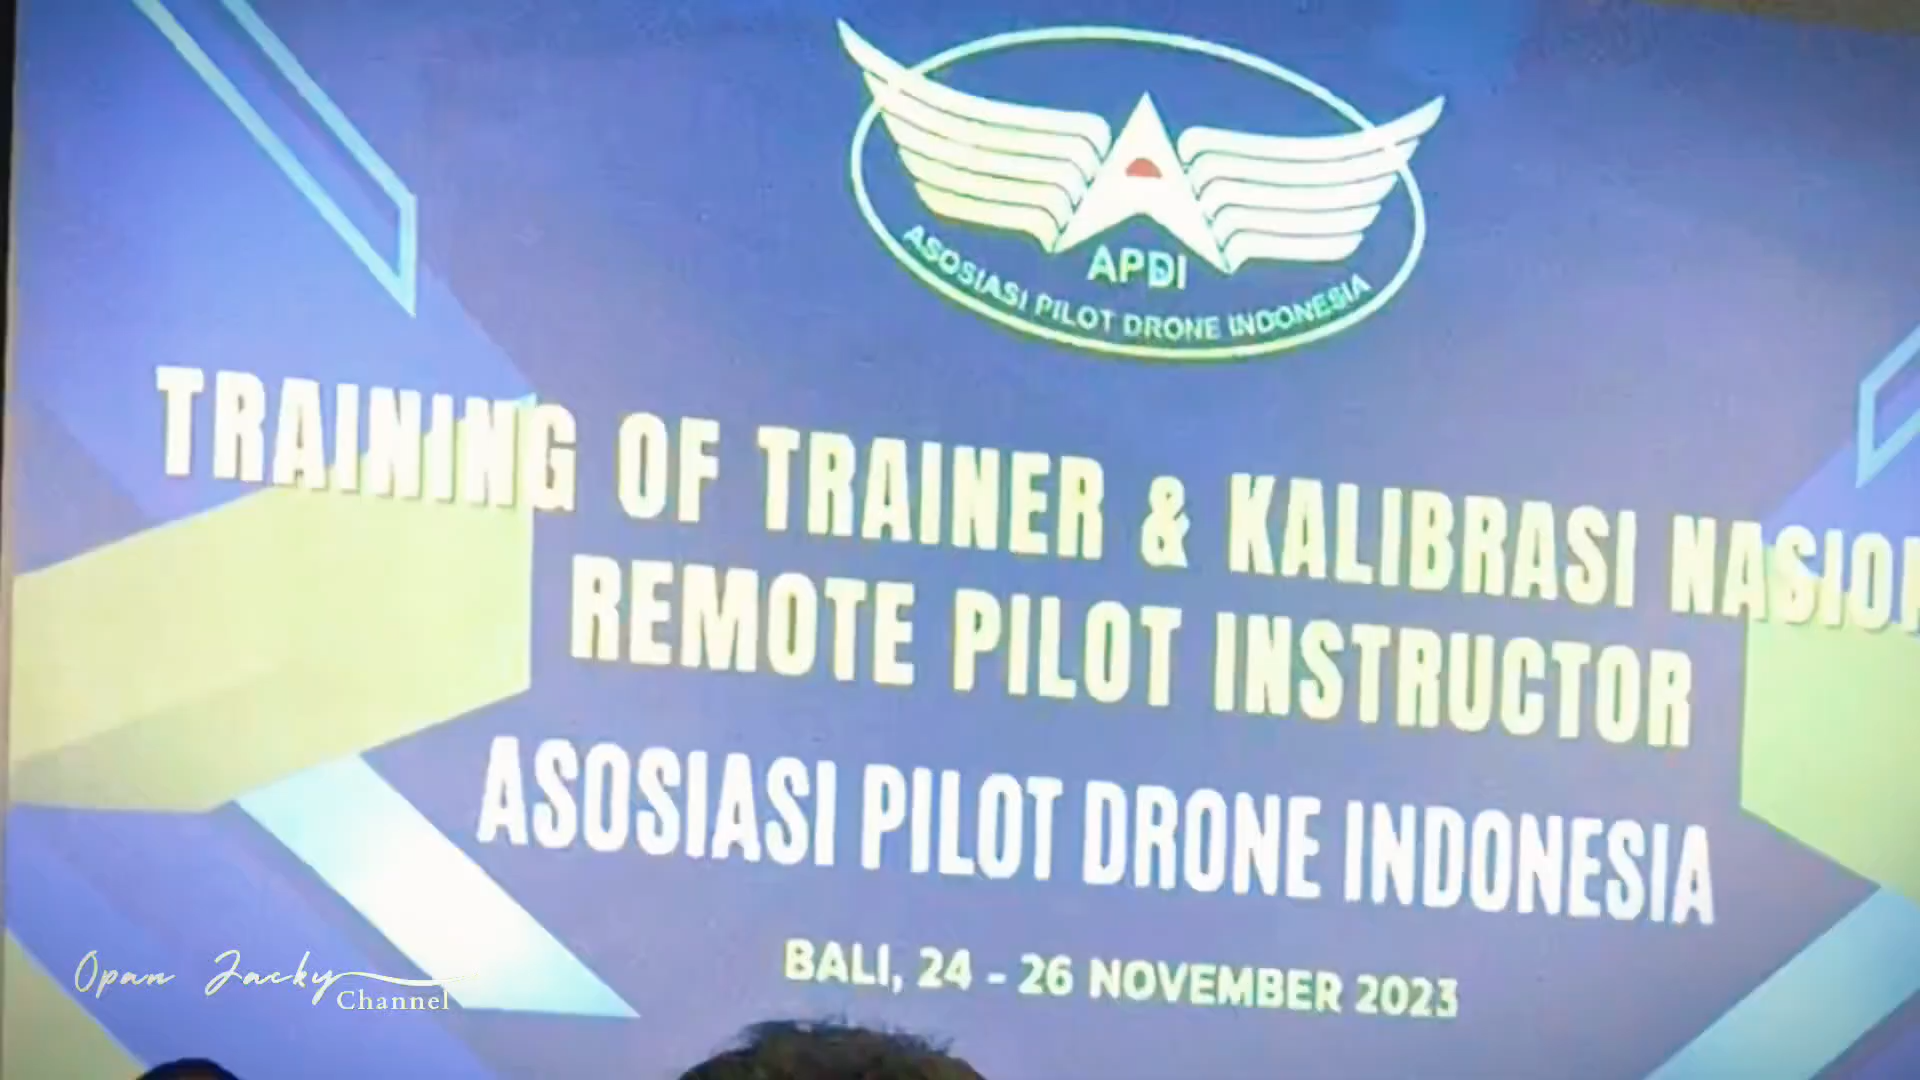 APDI
ASOSIASI PILOT DRONE INDONESIA
TRAINING OF TRAINER & KALIBRASI
REMOTE PILOT INSTRUCTOR
ASOSIASI PILOT DRONE INDONESIA
BALI, 24 - 26 NOVEMBER 2023
Opan Jacky
Channel